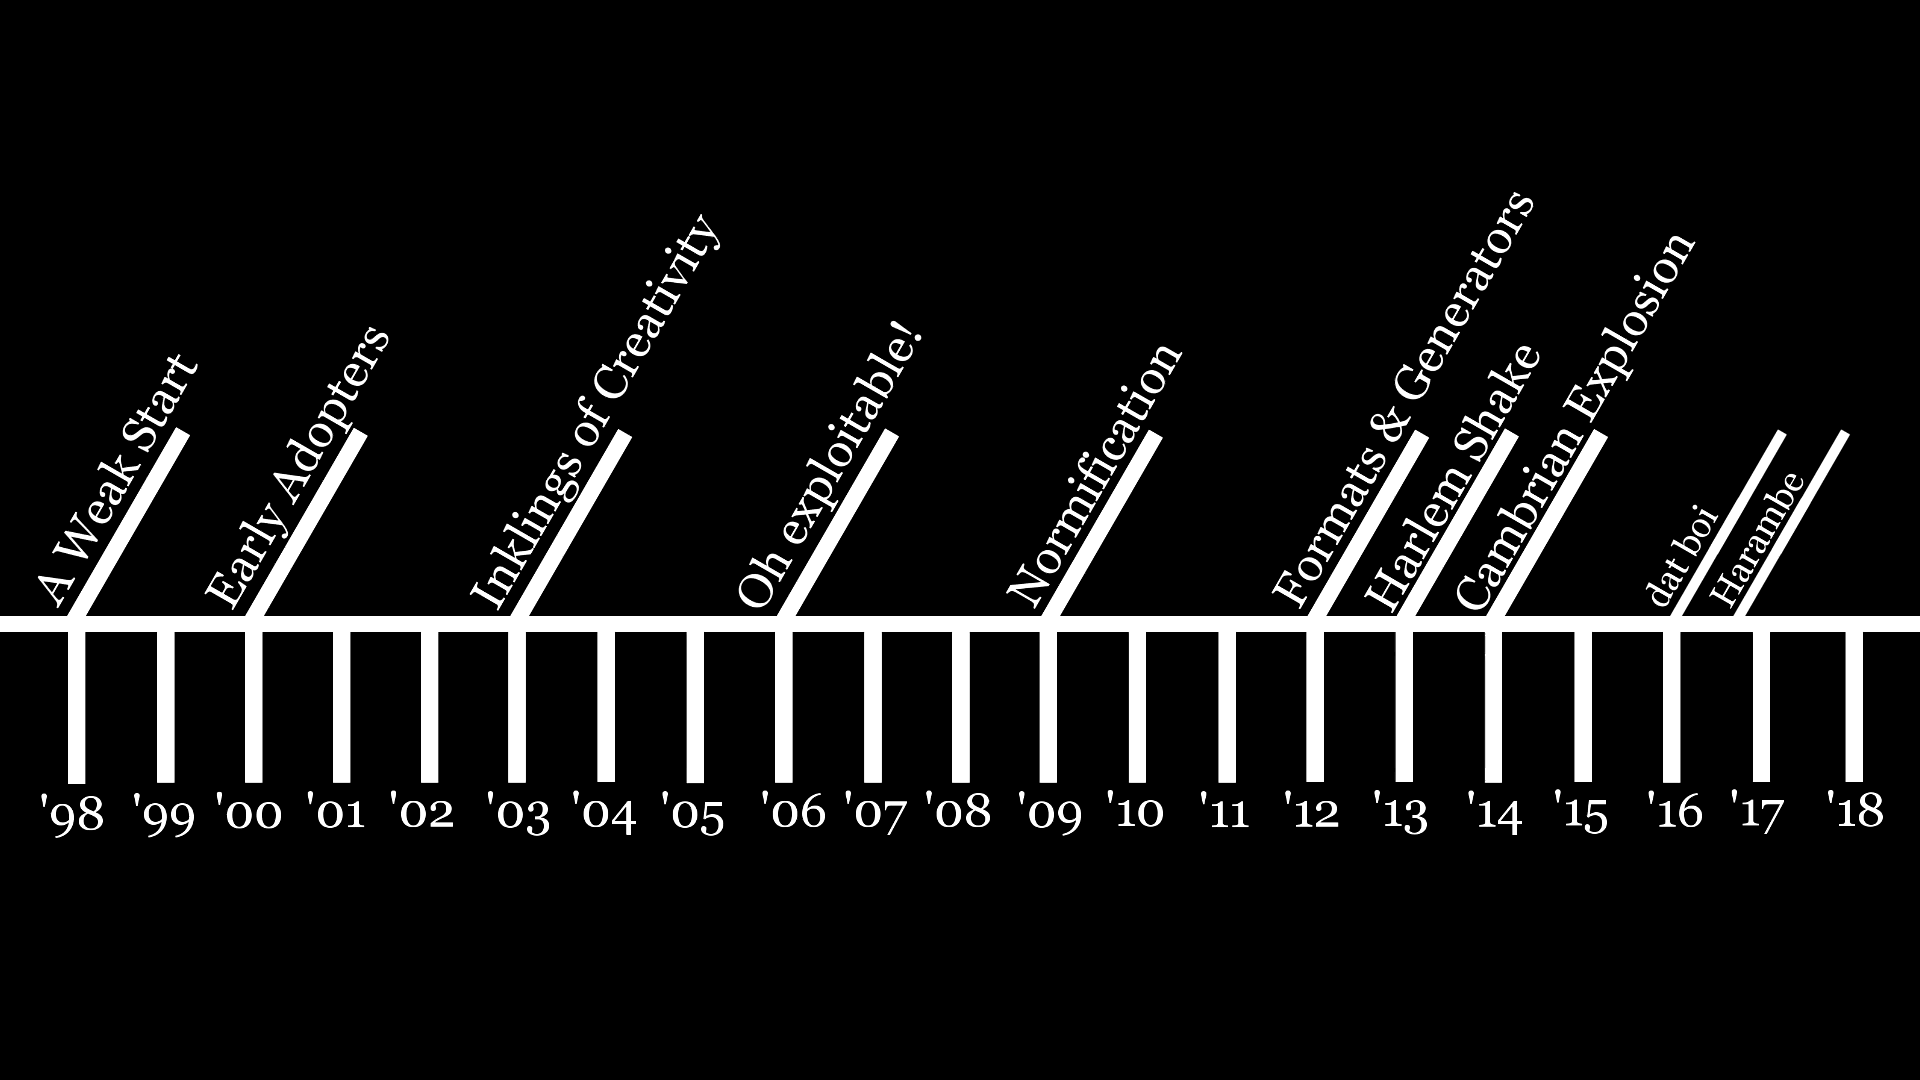 A Weak Start
Early Adopters
Inklings of Creativity
Oh exploitable!
Normification
Formats & Generators
Harlem Shake
Cambrian Explosion
dat boi
Harambe
'98 '99 '00 '01 '02 '03 '04 '05 '06 '07 '08 '09 '10 '11 '12 '13 '14 '15 '16 '17 '18